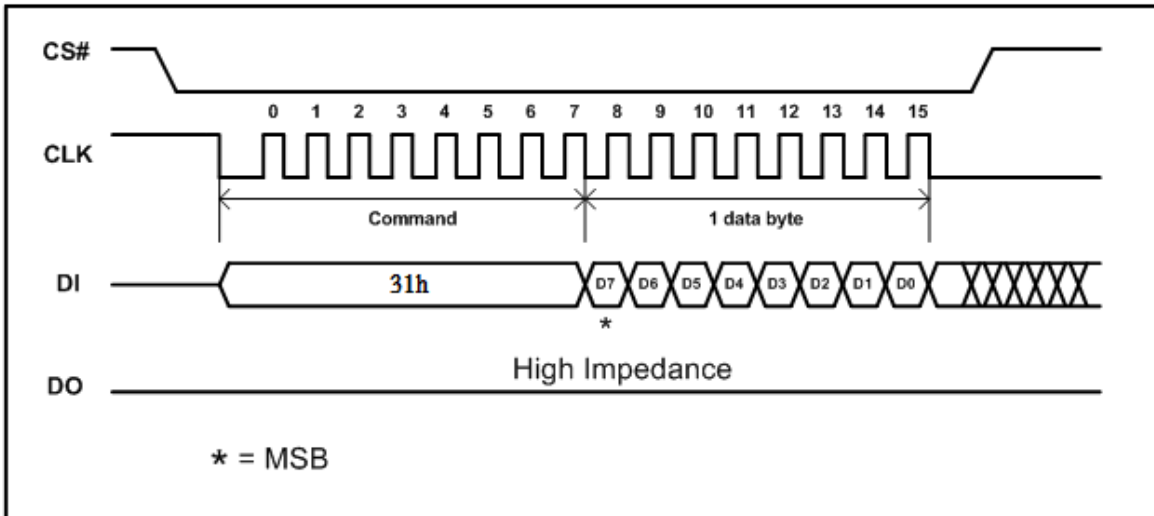 CS#
0 1 2 3 4 5 6 7 8 9 10 11 12 13 14 15
CLK
Command 1 data byte
DI 31h D7 D6 D5 D4 D3 D2 D1 D0
*
High Impedance
DO
* = MSB